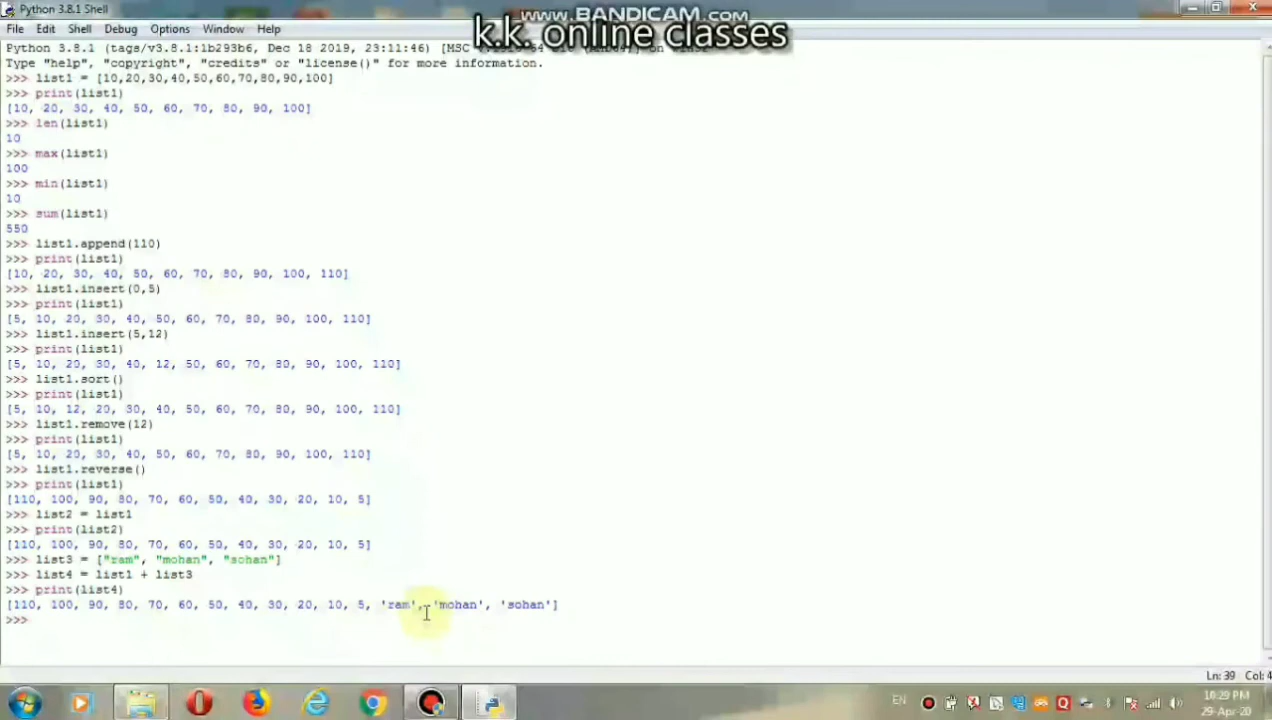 Python 3.8.1 Shell
www.BANDICAM.com
File Edit Shell Debug Options Window Help
k.k. online classes
Python 3.8.1 (tags/v3.8.1:1b293b6, Dec 18 2019, 23:11:46) [MSC
Type "help", "copyright", "credits" or "license()" for more information.
>>> list1 = [10,20,30,40,50,60,70,80,90,100]
>>> print(list1)
[10, 20, 30, 40, 50, 60, 70, 80, 90, 100]
>>> len(list1)
10
>>> max(list1)
100
>>> min(list1)
10
>>> sum(list1)
550
>>> list1.append(110)
>>> print(list1)
[10, 20, 30, 40, 50, 60, 70, 80, 90, 100, 110]
>>> list1.insert(0,5)
>>> print(list1)
[5, 10, 20, 30, 40, 50, 60, 70, 80, 90, 100, 110]
>>> list1.insert(5,12)
>>> print(list1)
[5, 10, 20, 30, 40, 12, 50, 60, 70, 80, 90, 100, 110]
>>> list1.sort()
>>> print(list1)
[5, 10, 12, 20, 30, 40, 50, 60, 70, 80, 90, 100, 110]
>>> list1.remove(12)
>>> print(list1)
[5, 10, 20, 30, 40, 50, 60, 70, 80, 90, 100, 110]
>>> list1.reverse()
>>> print(list1)
[110, 100, 90, 80, 70, 60, 50, 40, 30, 20, 10, 5]
>>> list2 = list1
>>> print(list2)
[110, 100, 90, 80, 70, 60, 50, 40, 30, 20, 10, 5]
>>> list3 = ["ram", "mohan", "sohan"]
>>> list4 = list1 + list3
>>> print(list4)
[110, 100, 90, 80, 70, 60, 50, 40, 30, 20, 10, 5, 'ram', 'mohan', 'sohan']
>>>
Ln: 39 Col: 4
EN
10:29 PM
29-Apr-20